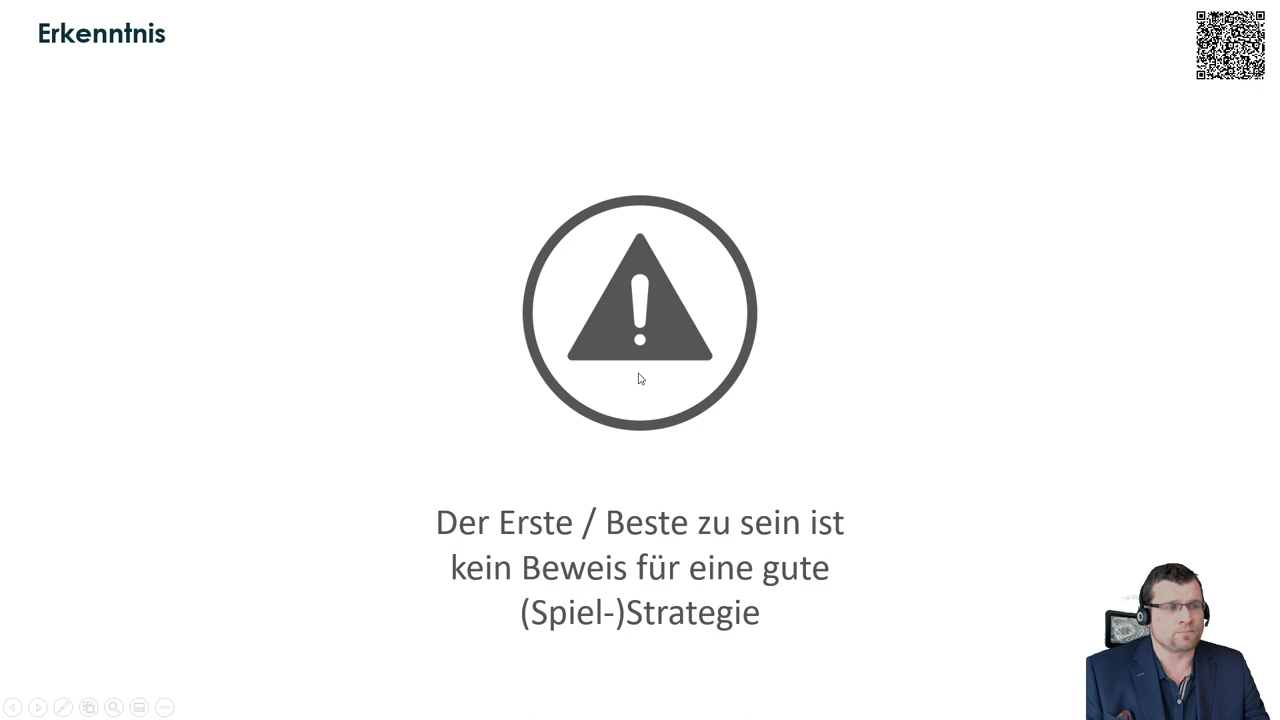 Erkenntnis
Der Erste / Beste zu sein ist
kein Beweis für eine gute
(Spiel-)Strategie